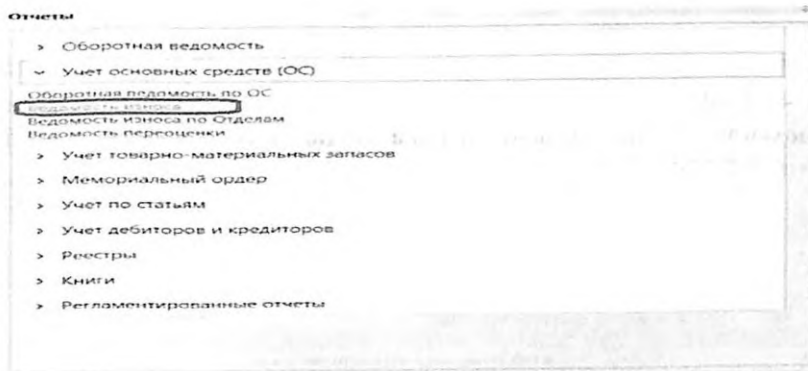 Отчеты
> Оборотная ведомость
Учет основных средств (ОС)
Оборотная ведомость по ОС
Ведомость износа
Ведомость износа по Отделам
Ведомость переоценки
> Учет товарно-материальных запасов
> Мемориальный ордер
> Учет по статьям
> Учет дебиторов и кредиторов
> Реестры
> Книги
> Регламентированные отчеты